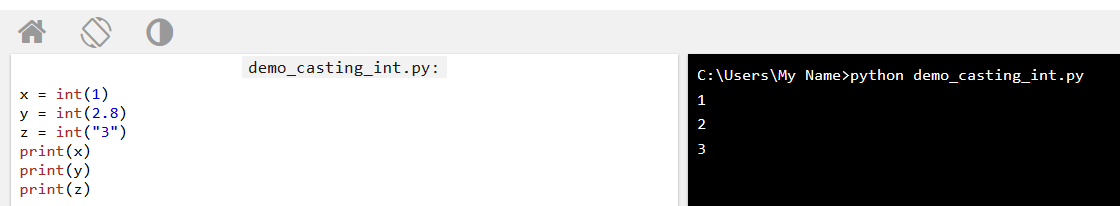 demo_casting_int.py:
x = int(1)
y = int(2.8)
z = int("3")
print(x)
print(y)
print(z)
C:\Users\My Name>python demo_casting_int.py
1
2
3